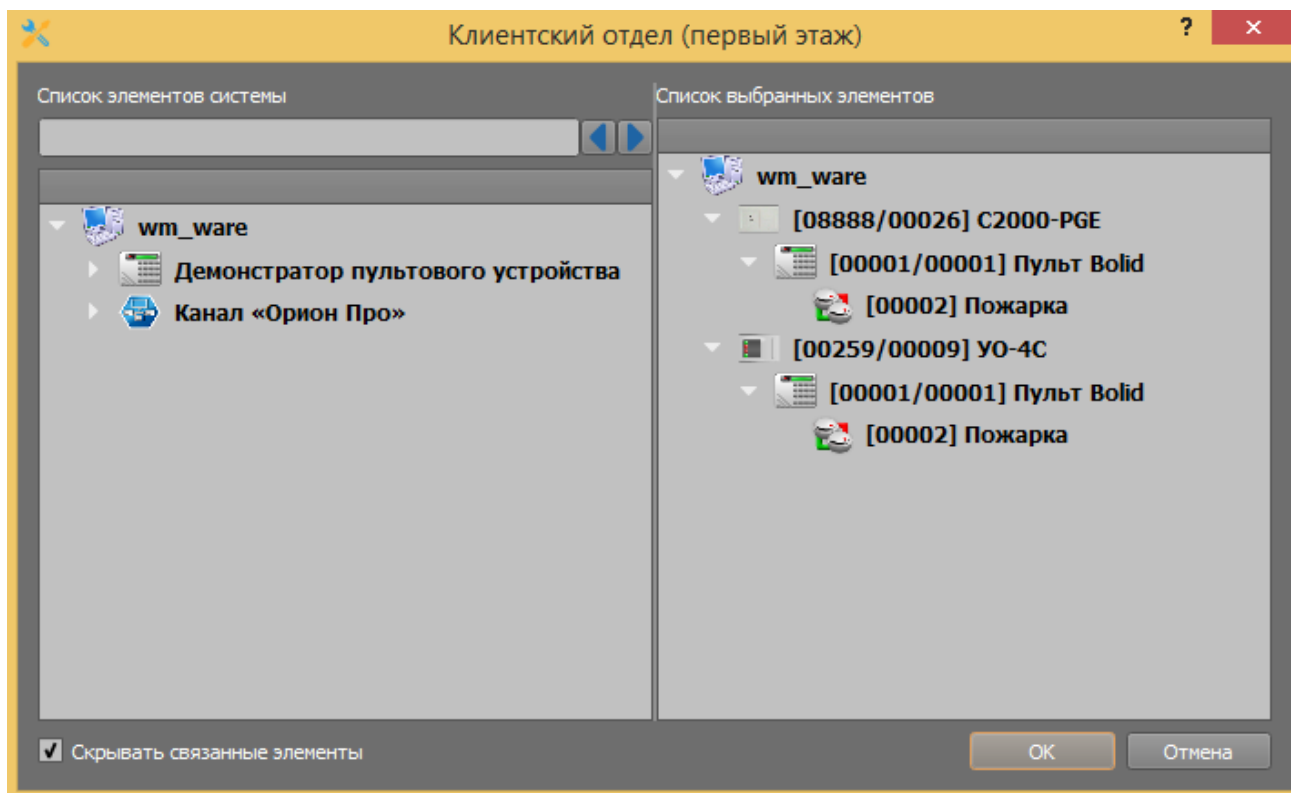 Клиентский отдел (первый этаж)
?
Список элементов системы
Список выбранных элементов
wm_ware
Демонстратор пультового устройства
Канал «Орион Про»
wm_ware
[08888/00026] С2000-PGE
[00001/00001] Пульт Bolid
[00002] Пожарка
[00259/00009] УО-4С
[00001/00001] Пульт Bolid
[00002] Пожарка
Скрывать связанные элементы
ОК
Отмена